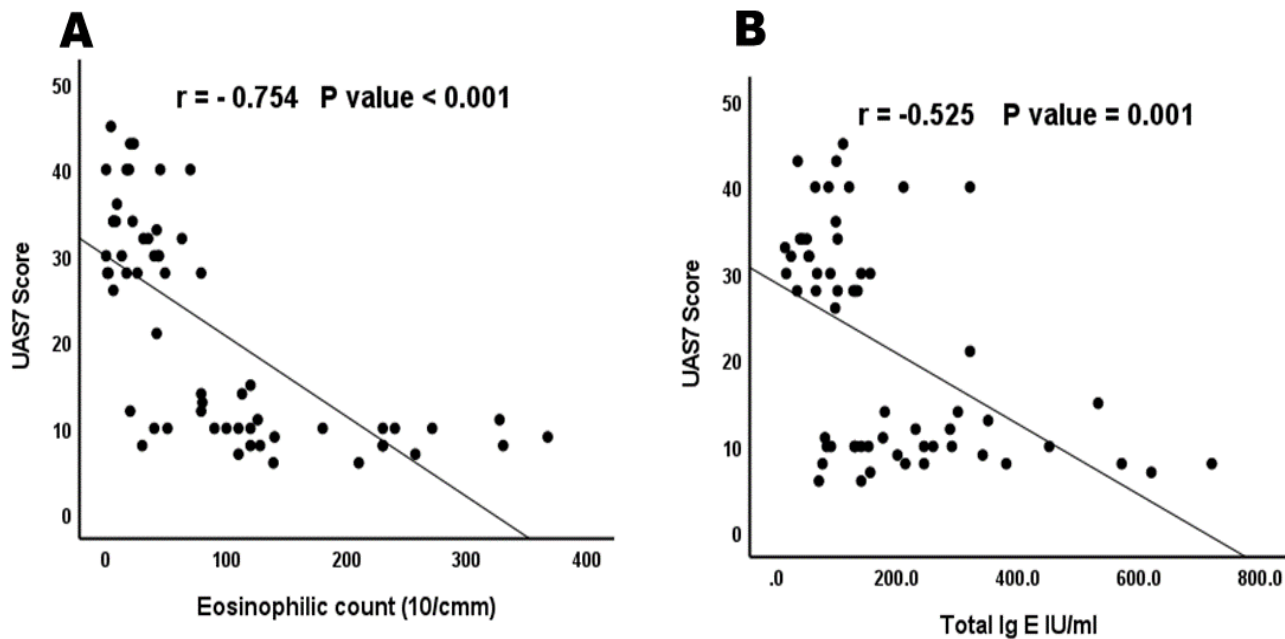 A
r = - 0.754 P value < 0.001
50
40
30
20
10
0
UAS7 Score
0 100 200 300 400
Eosinophilic count (10/cmm)
B
r = -0.525 P value = 0.001
50
40
30
20
10
0
UAS7 Score
.0 200.0 400.0 600.0 800.0
Total Ig E IU/ml